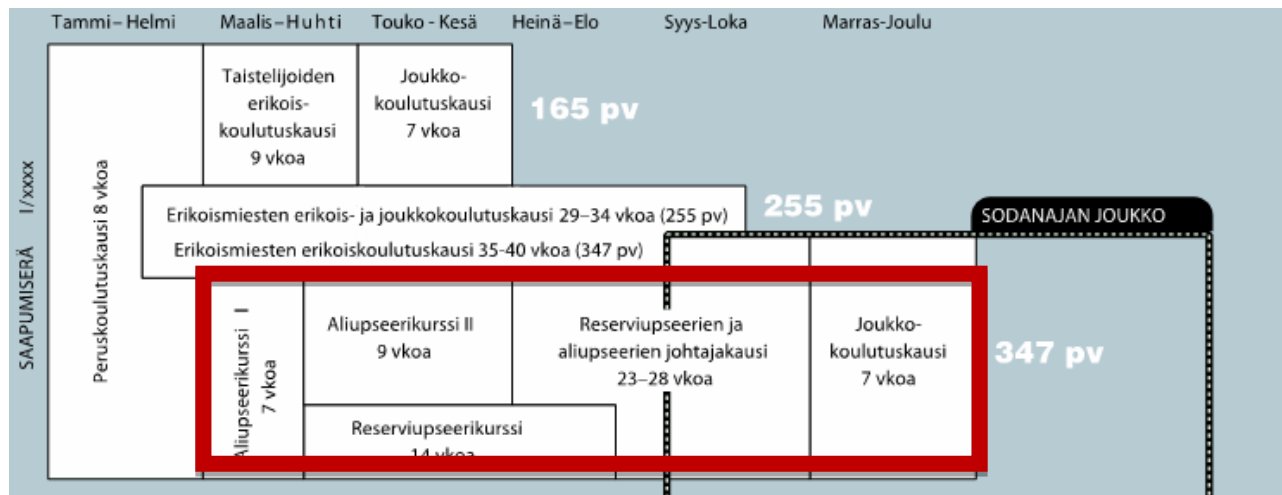 Tammi–Helmi Maalis–Huhti Touko - Kesä Heinä–Elo Syys-Loka Marras-Joulu
SAAPUMISERÄ I/xxxx
Peruskoulutuskausi 8 vkoa
Taistelijoiden
erikois-
koulutuskausi
9 vkoa
Joukko-
koulutuskausi
7 vkoa
165 pv
Erikoismiesten erikois- ja joukkokoulutuskausi 29–34 vkoa (255 pv)
Erikoismiesten erikoiskoulutuskausi 35-40 vkoa (347 pv)
255 pv
SODANAJAN JOUKKO
Aliupseerikurssi I
7 vkoa
Aliupseerikurssi II
9 vkoa
Reserviupseerien ja
aliupseerien johtajakausi
23–28 vkoa
Joukko-
koulutuskausi
7 vkoa
347 pv
Reserviupseerikurssi
14 vkoa